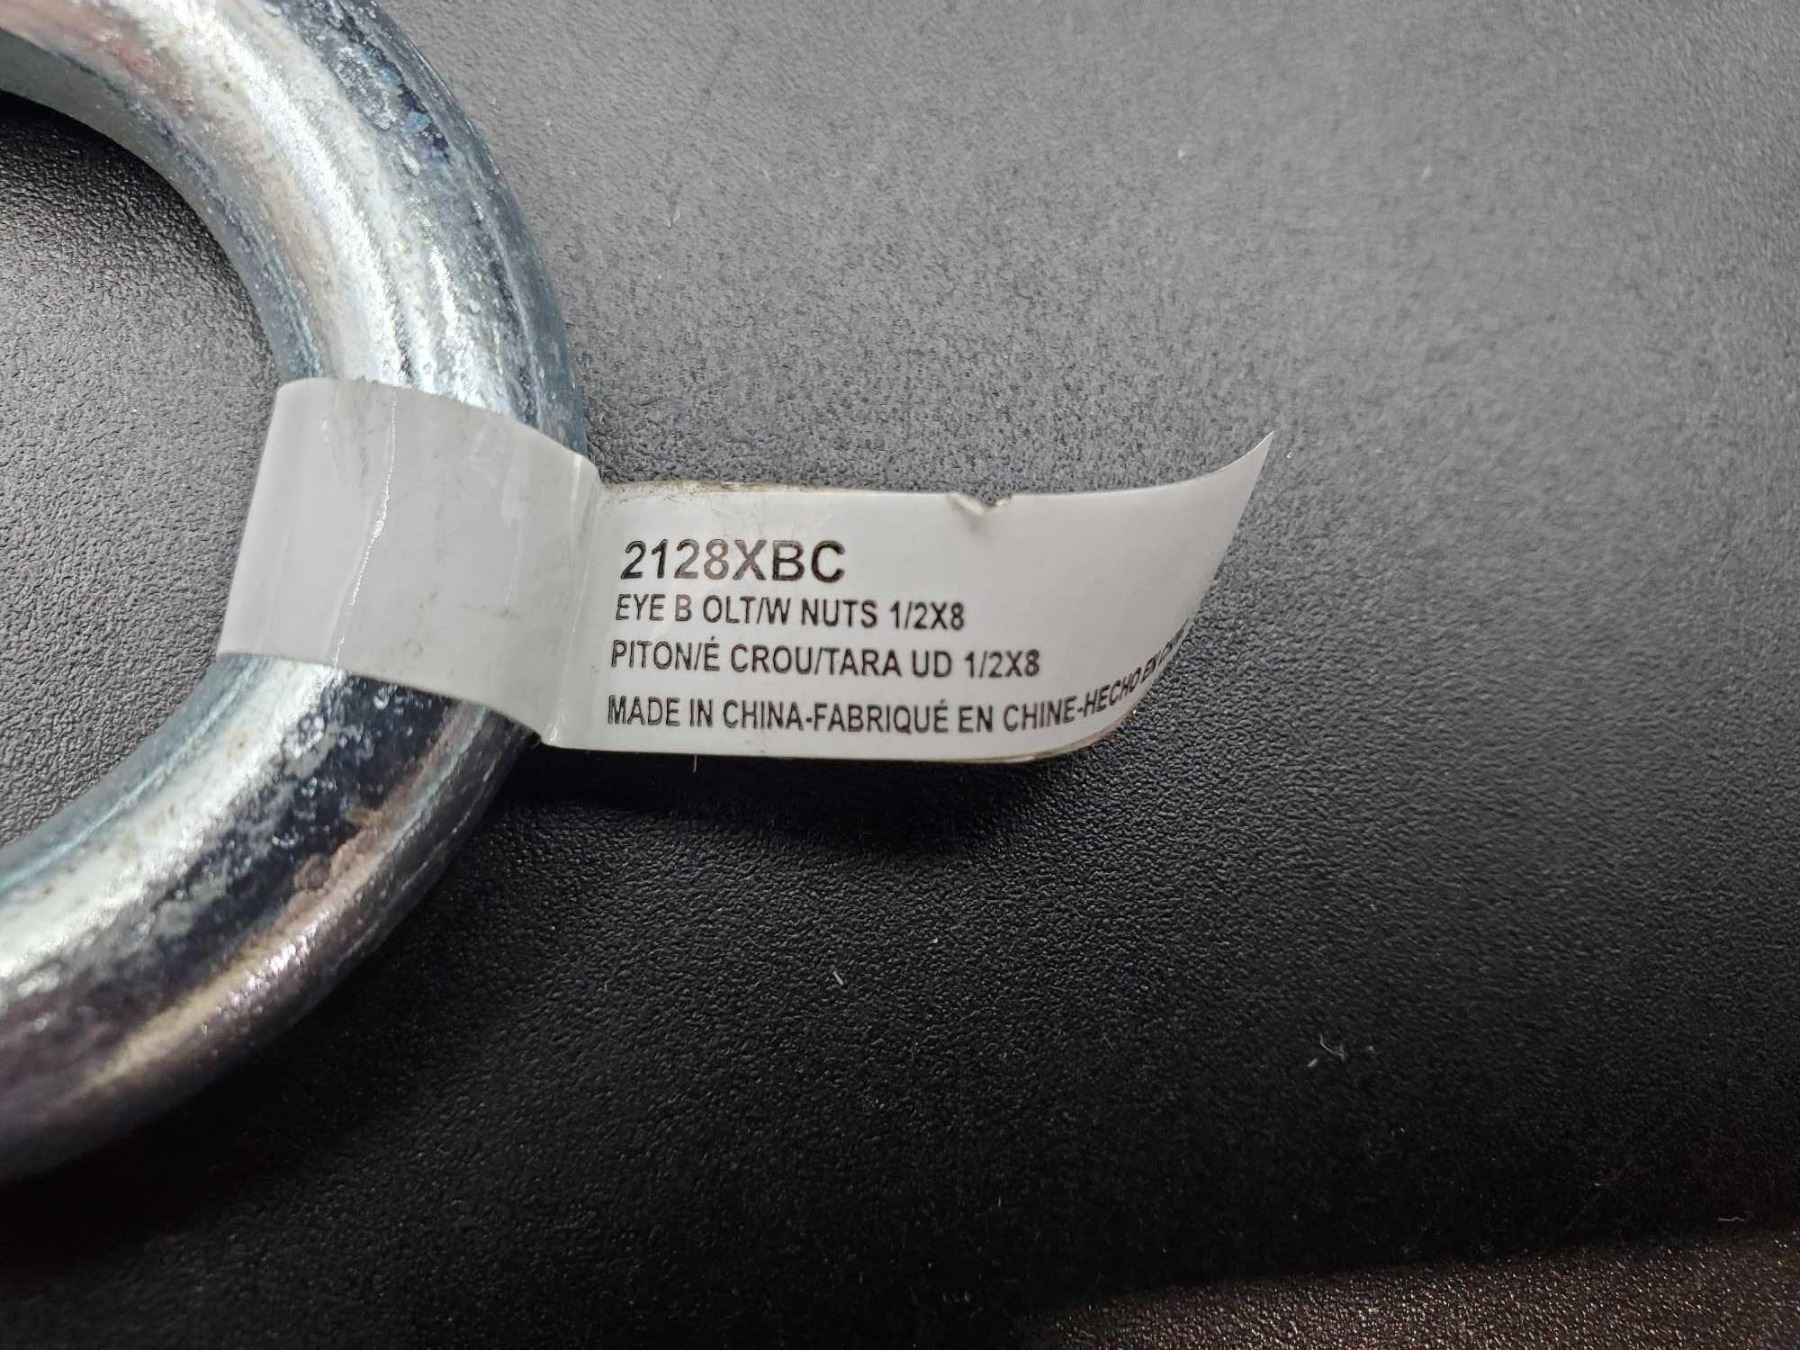 2128XBC
EYE B OLT/W NUTS 1/2X8
PITON/É CROU/TARA UD 1/2X8
MADE IN CHINA-FABRIQUÉ EN CHINE-HECHO EN